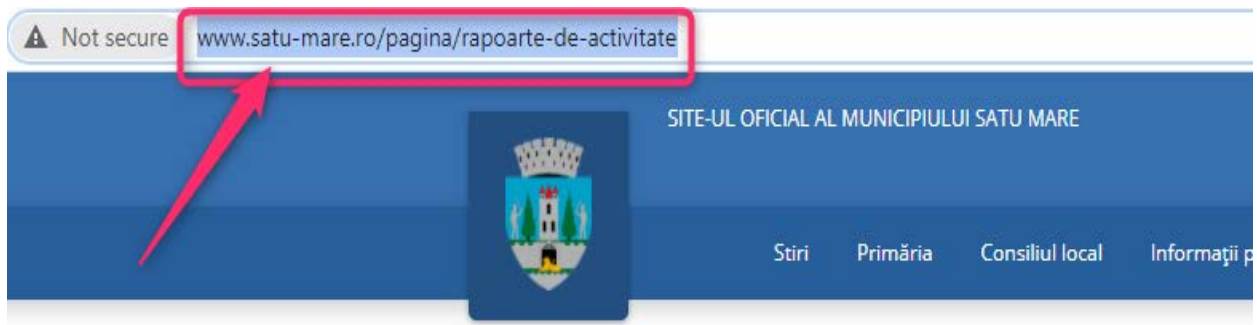 Not secure www.satu-mare.ro/pagina/rapoarte-de-activitate
SITE-UL OFICIAL AL MUNICIPIULUI SATU MARE
Stiri Primăria Consiliul local Informații p